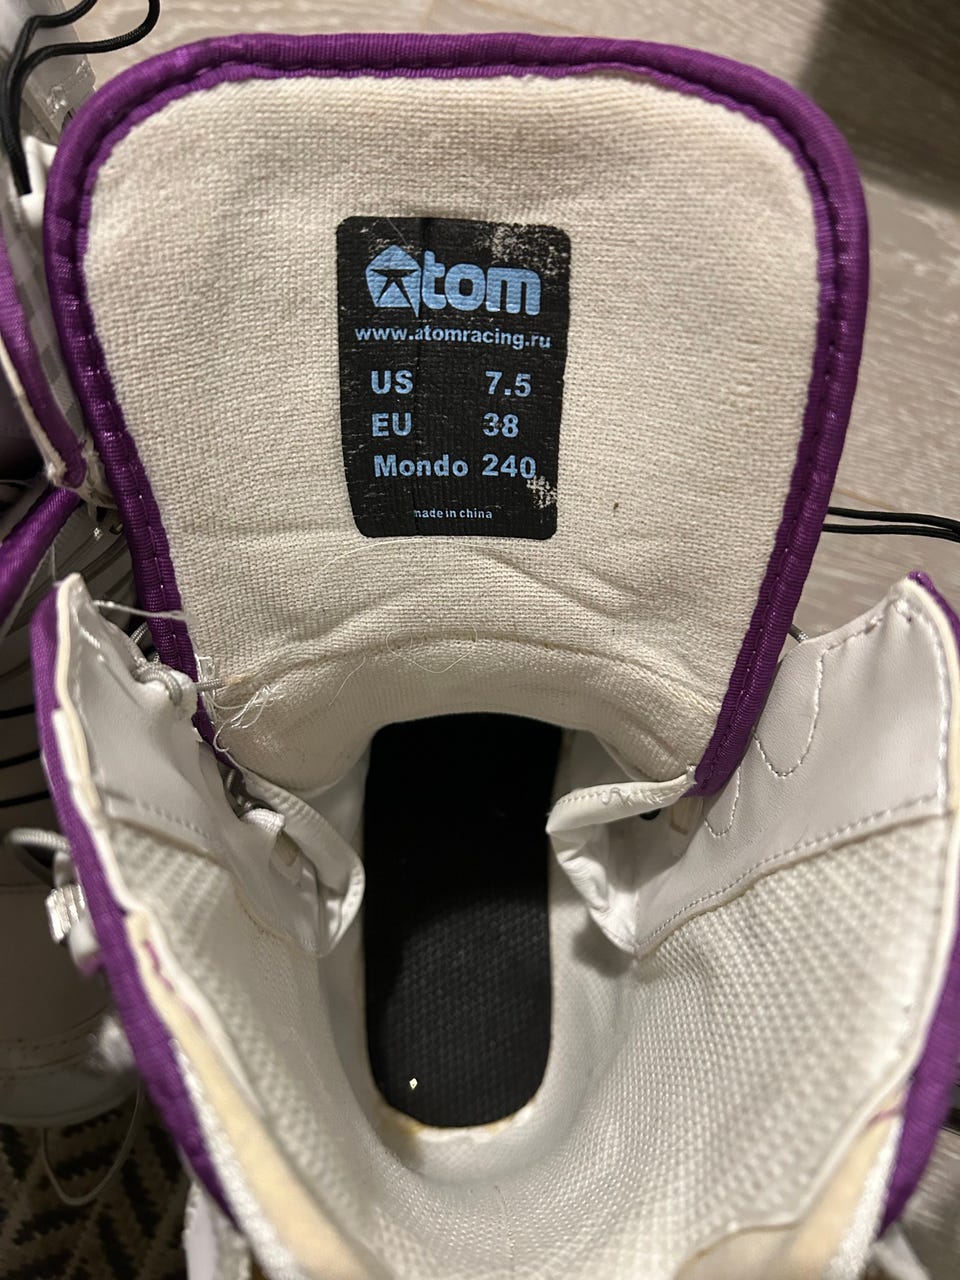 Atom
www.atomracing.ru
US 7.5
EU 38
Mondo 240
made in china